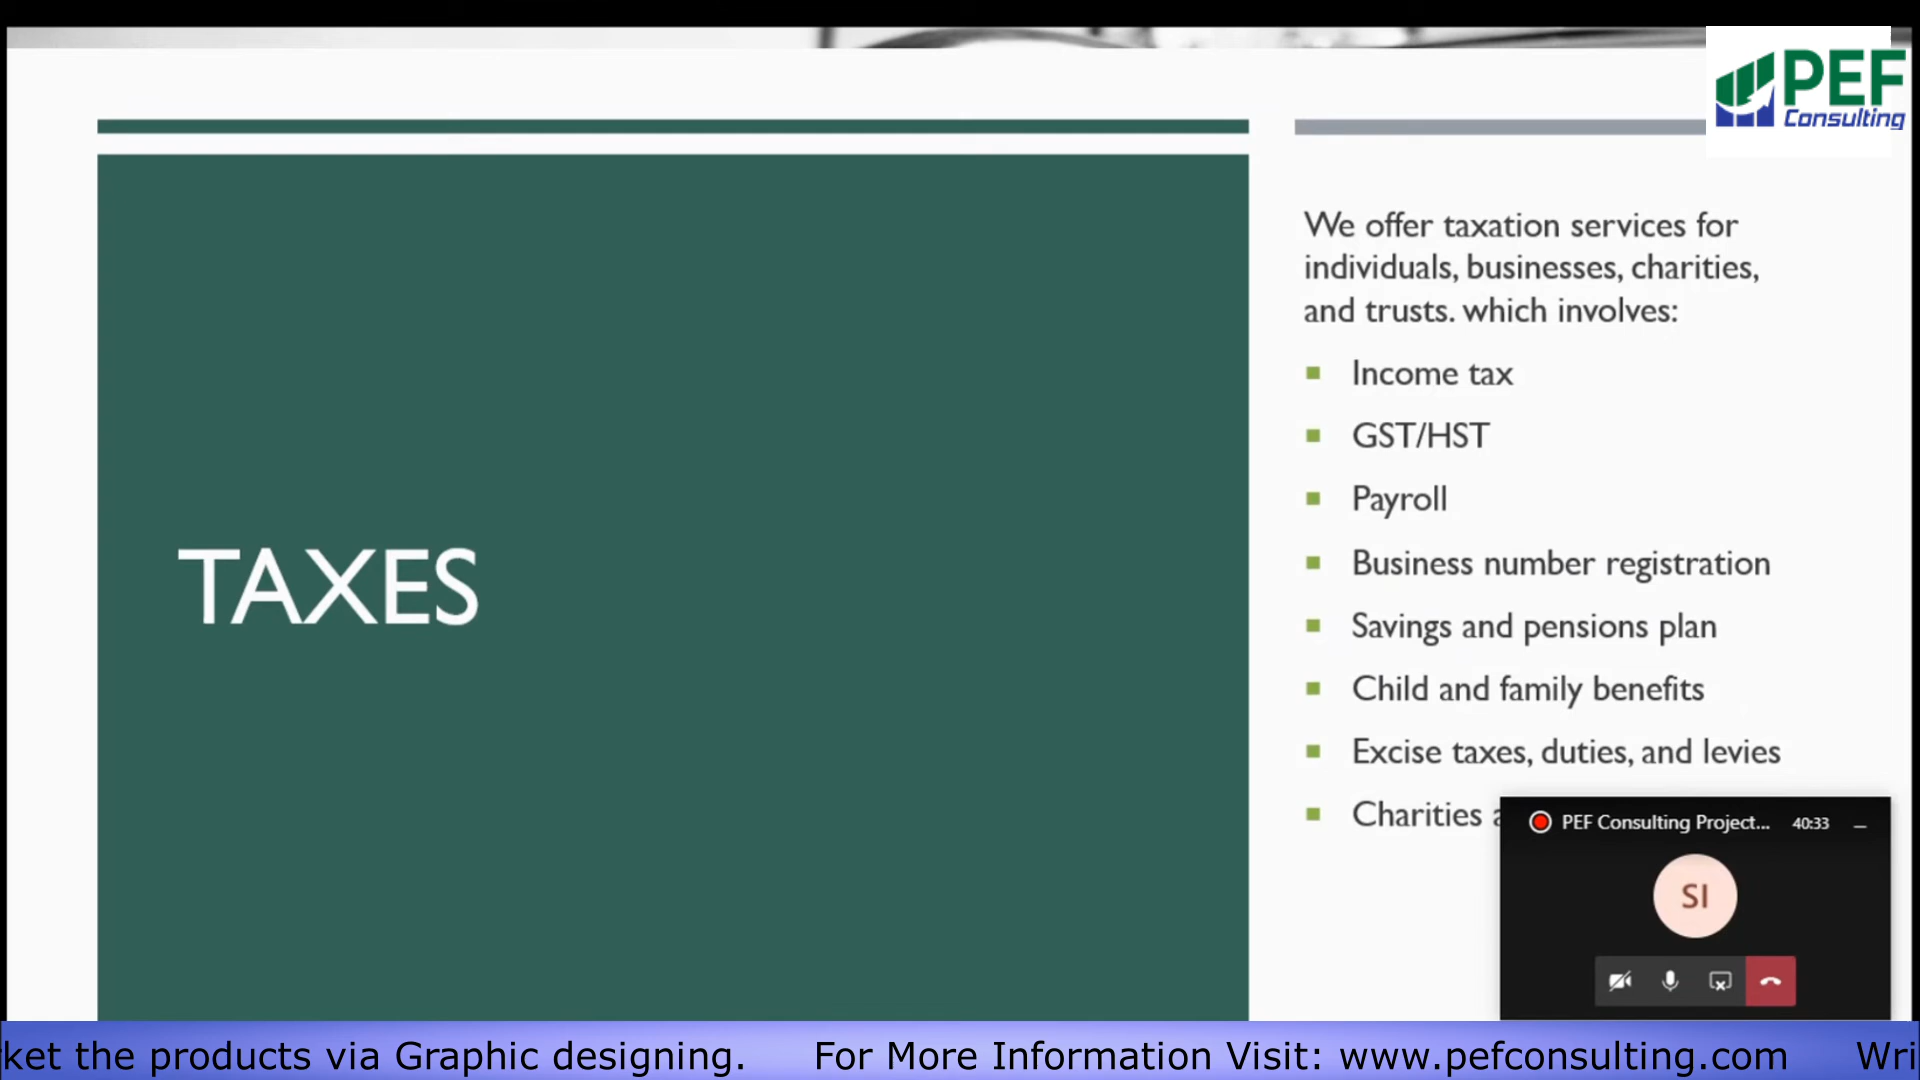 PEF
Consulting
We offer taxation services for
individuals, businesses, charities,
and trusts. which involves:
Income tax
GST/HST
Payroll
Business number registration
Savings and pensions plan
Child and family benefits
Excise taxes, duties, and levies
Charities
TAXES
PEF Consulting Project... 40:33
SI
the products via Graphic designing. For More Information Visit: www.pefconsulting.com